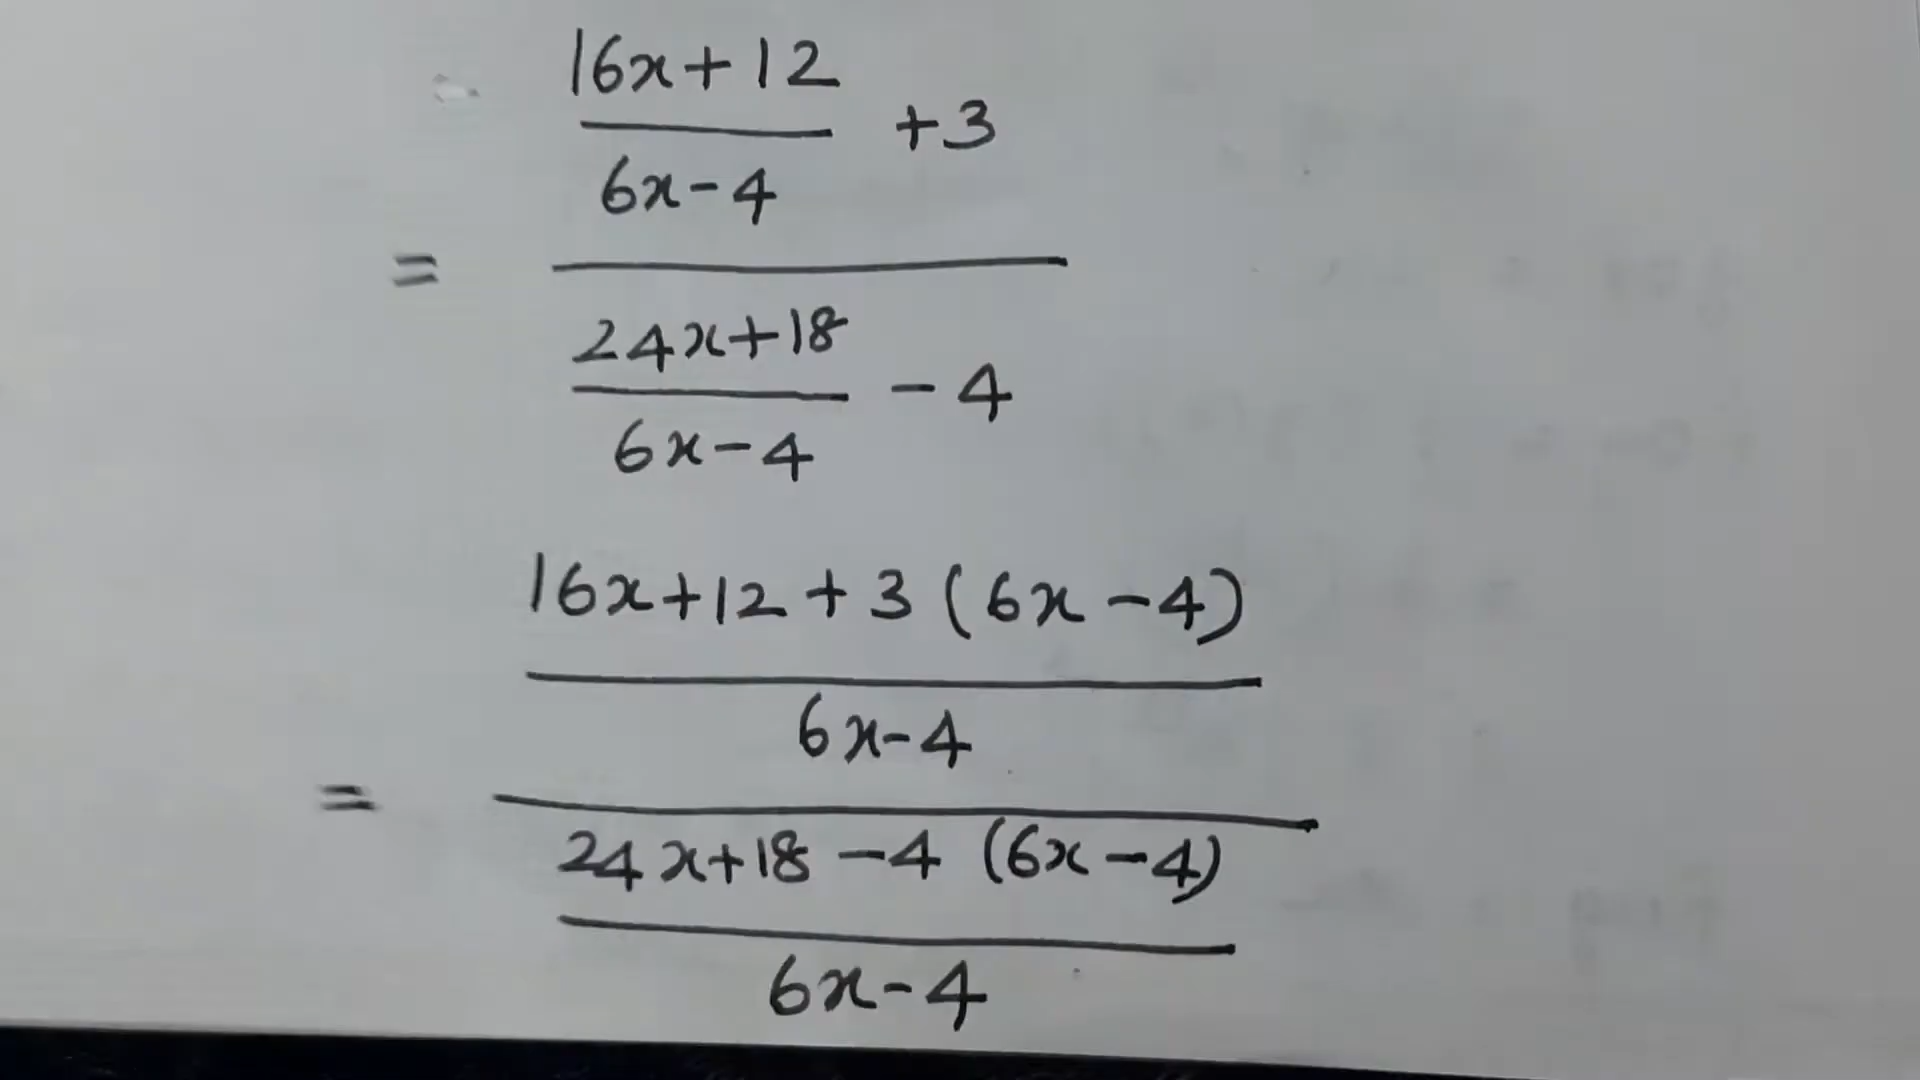 16x+12
+3
6x-4
=
24x+18
-4
6x-4
16x+12+3(6x-4)
6x-4
=
24x+18-4(6x-4)
6x-4